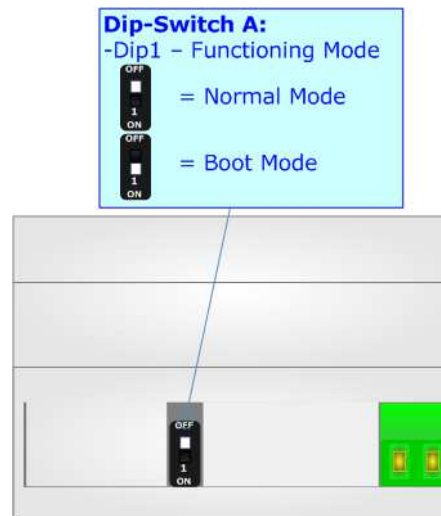 Dip-Switch A:
-Dip1 – Functioning Mode
OFF
1
ON
= Normal Mode
OFF
1
ON
= Boot Mode
OFF
1
ON